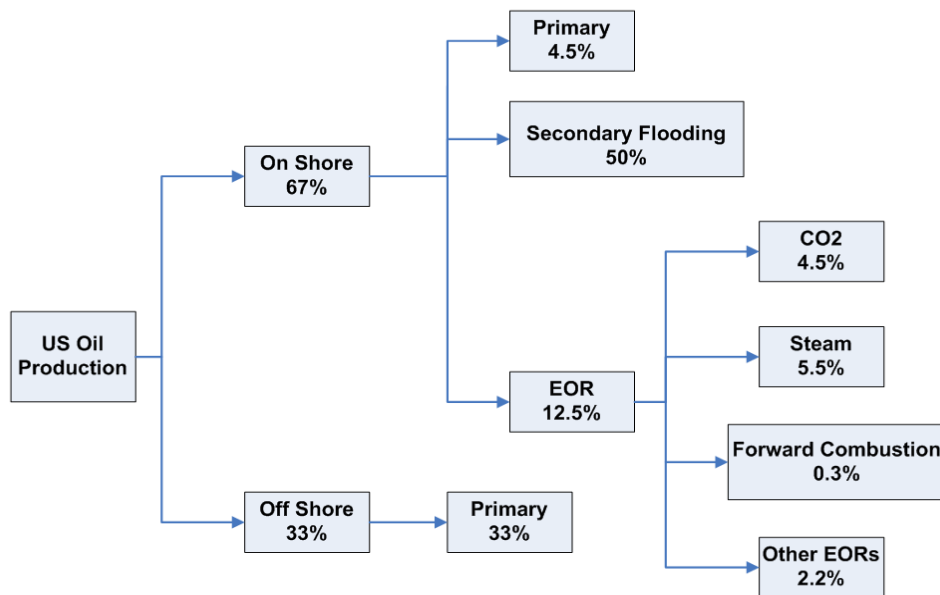 Primary
4.5%
Secondary Flooding
50%
On Shore
67%
CO2
4.5%
US Oil
Production
Steam
5.5%
EOR
12.5%
Forward Combustion
0.3%
Off Shore
33%
Primary
33%
Other EORs
2.2%